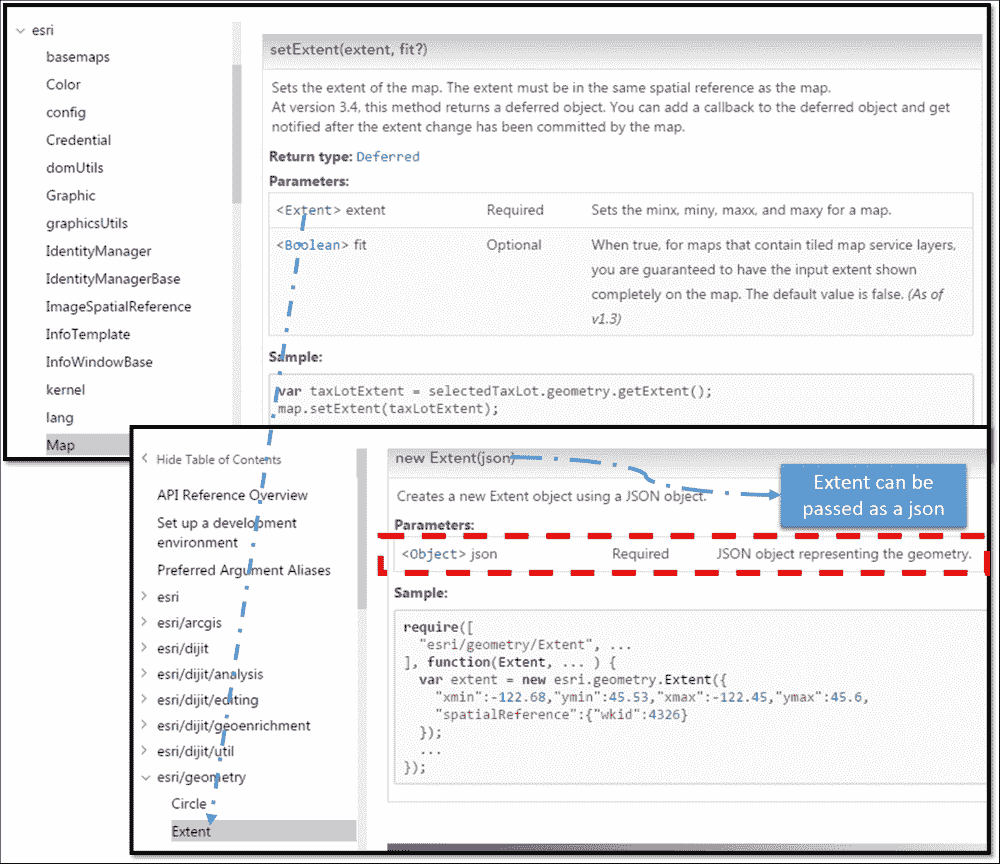 esri
basemaps
Color
config
Credential
domUtils
Graphic
graphicsUtils
IdentityManager
IdentityManagerBase
ImageSpatialReference
InfoTemplate
InfoWindowBase
kernel
lang
Map
setExtent(extent, fit?)
Sets the extent of the map. The extent must be in the same spatial reference as the map.
At version 3.4, this method returns a deferred object. You can add a callback to the deferred object and get
notified after the extent change has been committed by the map.
Return type: Deferred
Parameters:
<Extent> extent Required Sets the minx, miny, maxx, and maxy for a map.
<Boolean> fit Optional When true, for maps that contain tiled map service layers,
you are guaranteed to have the input extent shown
completely on the map. The default value is false. (As of
v1.3)
Sample:
var taxLotExtent = selectedTaxLot.geometry.getExtent();
map.setExtent(taxLotExtent);
Hide Table of Contents
API Reference Overview
Set up a development
environment
Preferred Argument Aliases
esri
esri/arcgis
esri/dijit
esri/dijit/analysis
esri/dijit/editing
esri/dijit/geoenrichment
esri/dijit/util
esri/geometry
Circle
Extent
new Extent(json)
Creates a new Extent object using a JSON object.
Parameters:
<Object> json Required JSON object representing the geometry.
Sample:
require([
"esri/geometry/Extent", ...
], function(Extent, ... ) {
var extent = new esri.geometry.Extent({
"xmin":-122.68,"ymin":45.53,"xmax":-122.45,"ymax":45.6,
"spatialReference":{"wkid":4326}
});
...
});
Extent can be
passed as a json